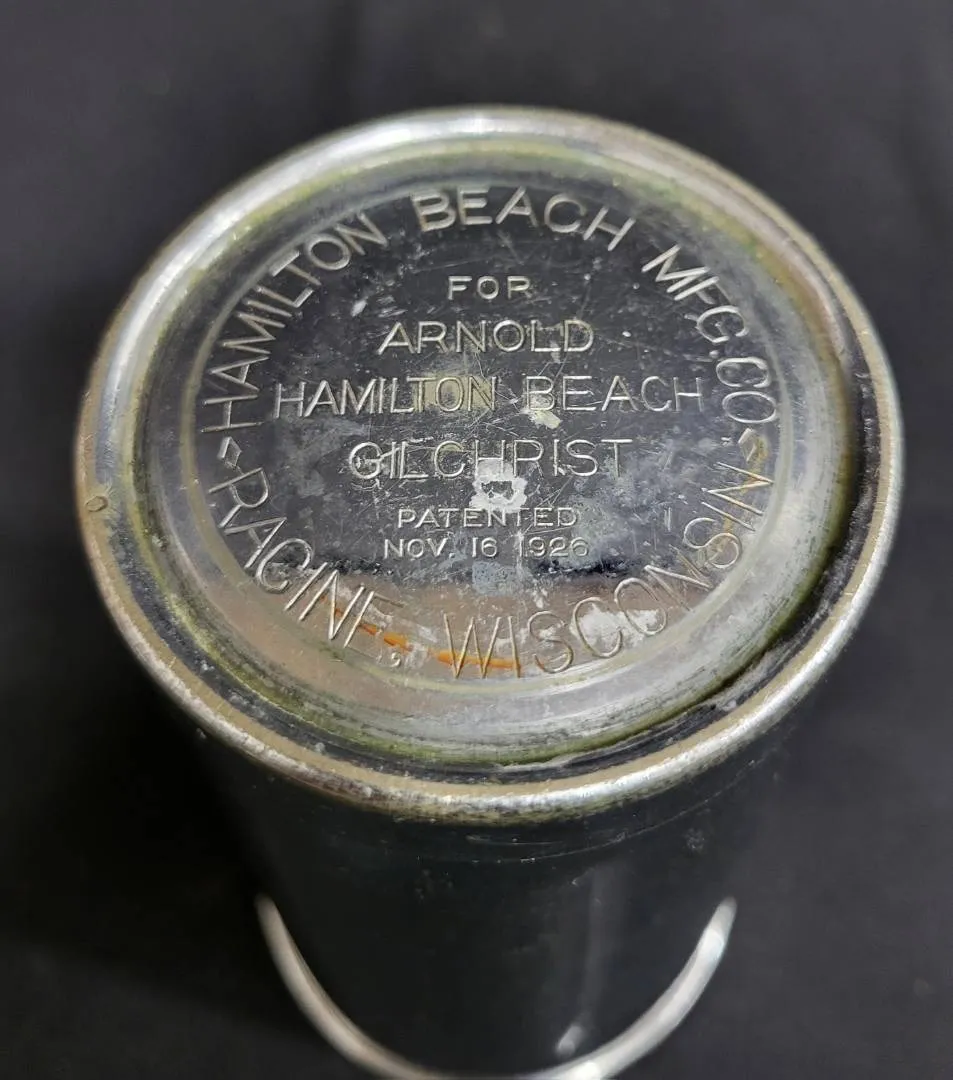 HAMILTON BEACH MFG. CO.
FOR
ARNOLD
HAMILTON BEACH
GILCHRIST
PATENTED
NOV. 16 1926
RACINE, WISCONSIN